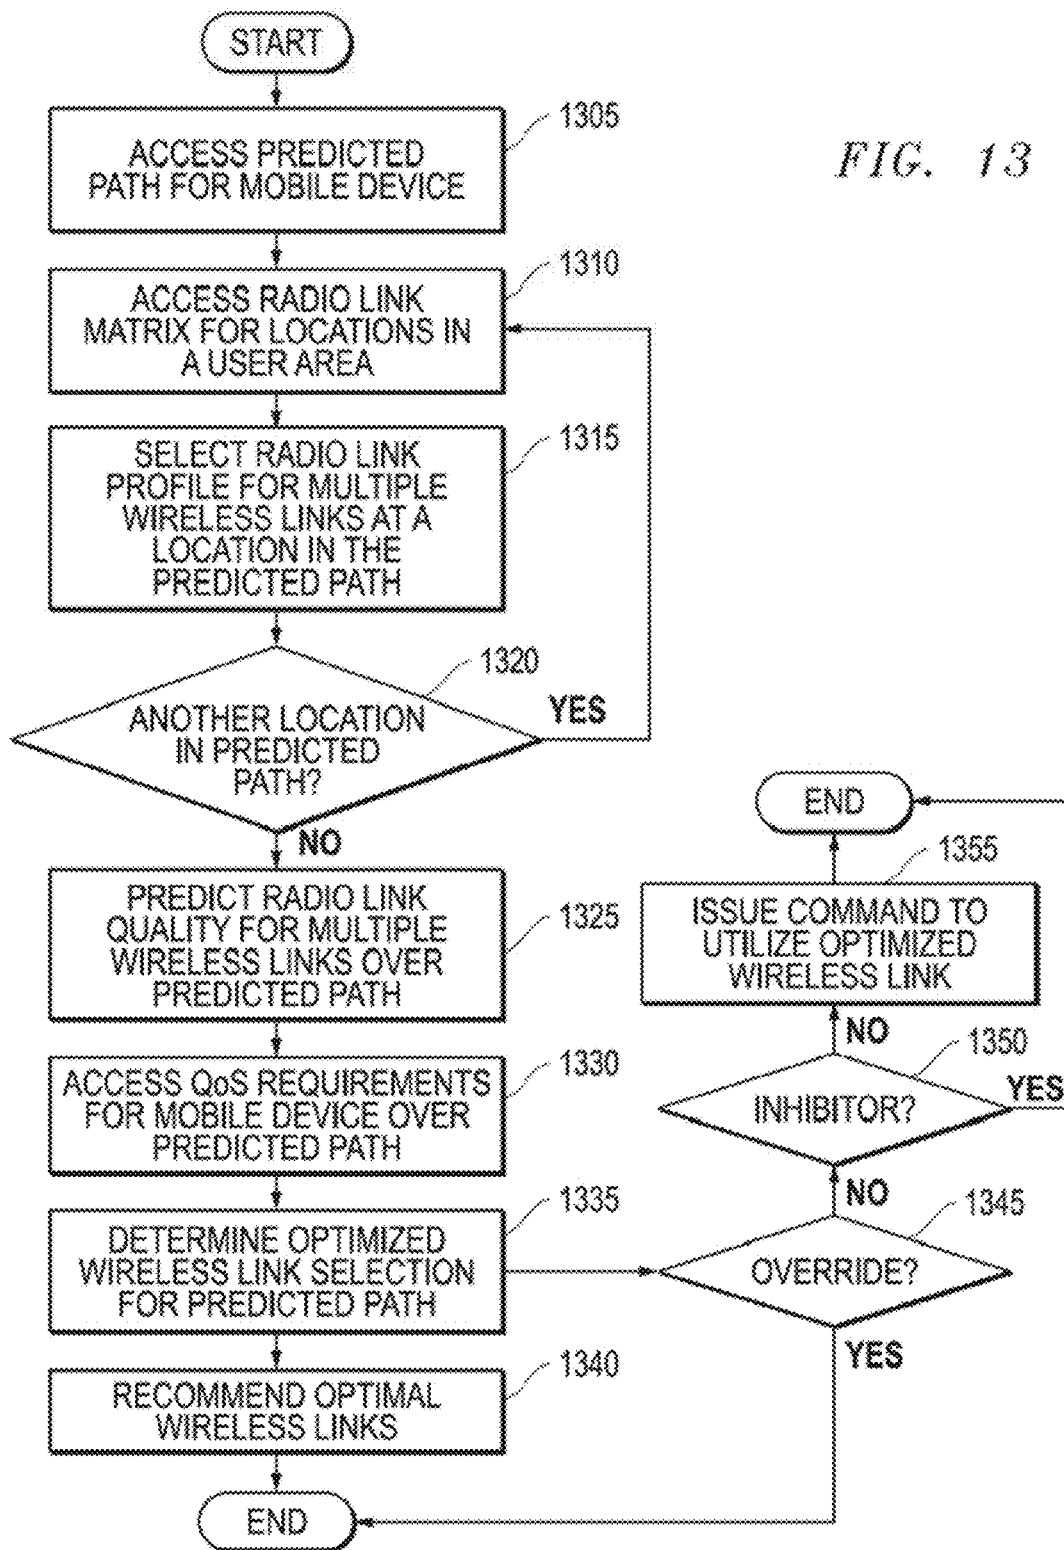 START
1305
ACCESS PREDICTED
PATH FOR MOBILE DEVICE
FIG. 13
1310
ACCESS RADIO LINK
MATRIX FOR LOCATIONS IN
A USER AREA
1315
SELECT RADIO LINK
PROFILE FOR MULTIPLE
WIRELESS LINKS AT A
LOCATION IN THE
PREDICTED PATH
1320
ANOTHER LOCATION
IN PREDICTED
PATH?
YES
NO
PREDICT RADIO LINK
QUALITY FOR MULTIPLE
WIRELESS LINKS OVER
PREDICTED PATH
1325
ACCESS QoS REQUIREMENTS
FOR MOBILE DEVICE OVER
PREDICTED PATH
1330
DETERMINE OPTIMIZED
WIRELESS LINK SELECTION
FOR PREDICTED PATH
1335
RECOMMEND OPTIMAL
WIRELESS LINKS
1340
END
END
1355
ISSUE COMMAND TO
UTILIZE OPTIMIZED
WIRELESS LINK
NO
1350
INHIBITOR?
YES
NO
1345
OVERRIDE?
YES